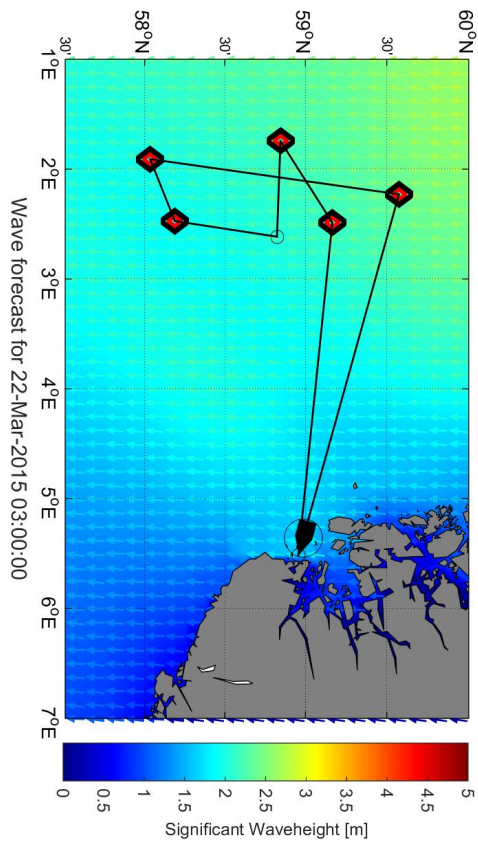 60°N
30'
59°N
30'
58°N
30'
1°E
2°E
3°E
4°E
5°E
6°E
7°E
Wave forecast for 22-Mar-2015 03:00:00
0
0.5
1
1.5
2
2.5
3
3.5
4
4.5
5
Significant Waveheight [m]